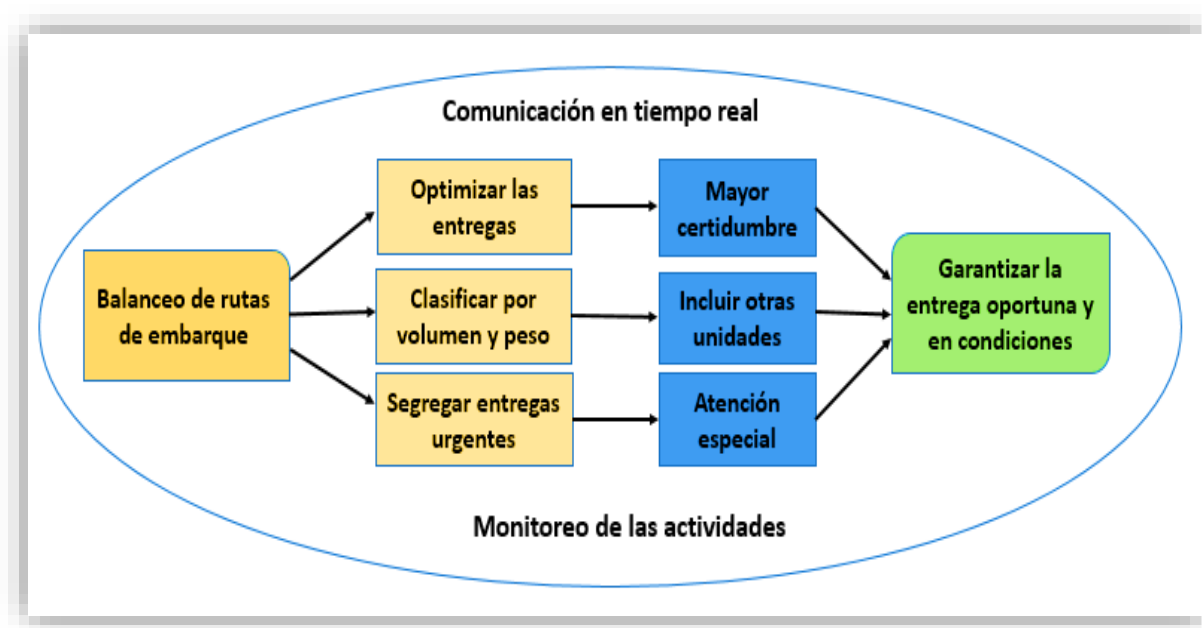 Comunicación en tiempo real
Optimizar las
entregas
Mayor
certidumbre
Balanceo de rutas
de embarque
Clasificar por
volumen y peso
Incluir otras
unidades
Garantizar la
entrega oportuna y
en condiciones
Segregar entregas
urgentes
Atención
especial
Monitoreo de las actividades